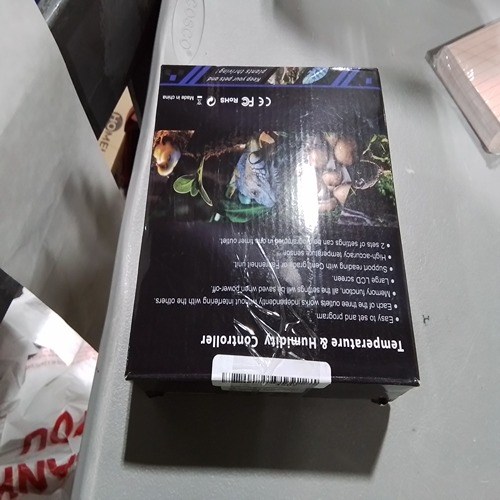 Temperature & Humidity Controller
• Easy to set and program.
• Each of the three outlets works independently without interfering with the others.
• Memory function, all the settings will be saved when power-off.
• Large LCD screen.
• Support reading with Centigrade or Fahrenheit unit.
High-accuracy temperature sensor
• 2 sets of settings can be programmed in one timer outlet.
CE FC RoHS Made in china
Keep your pets and
plants thriving!
HOME
YOU